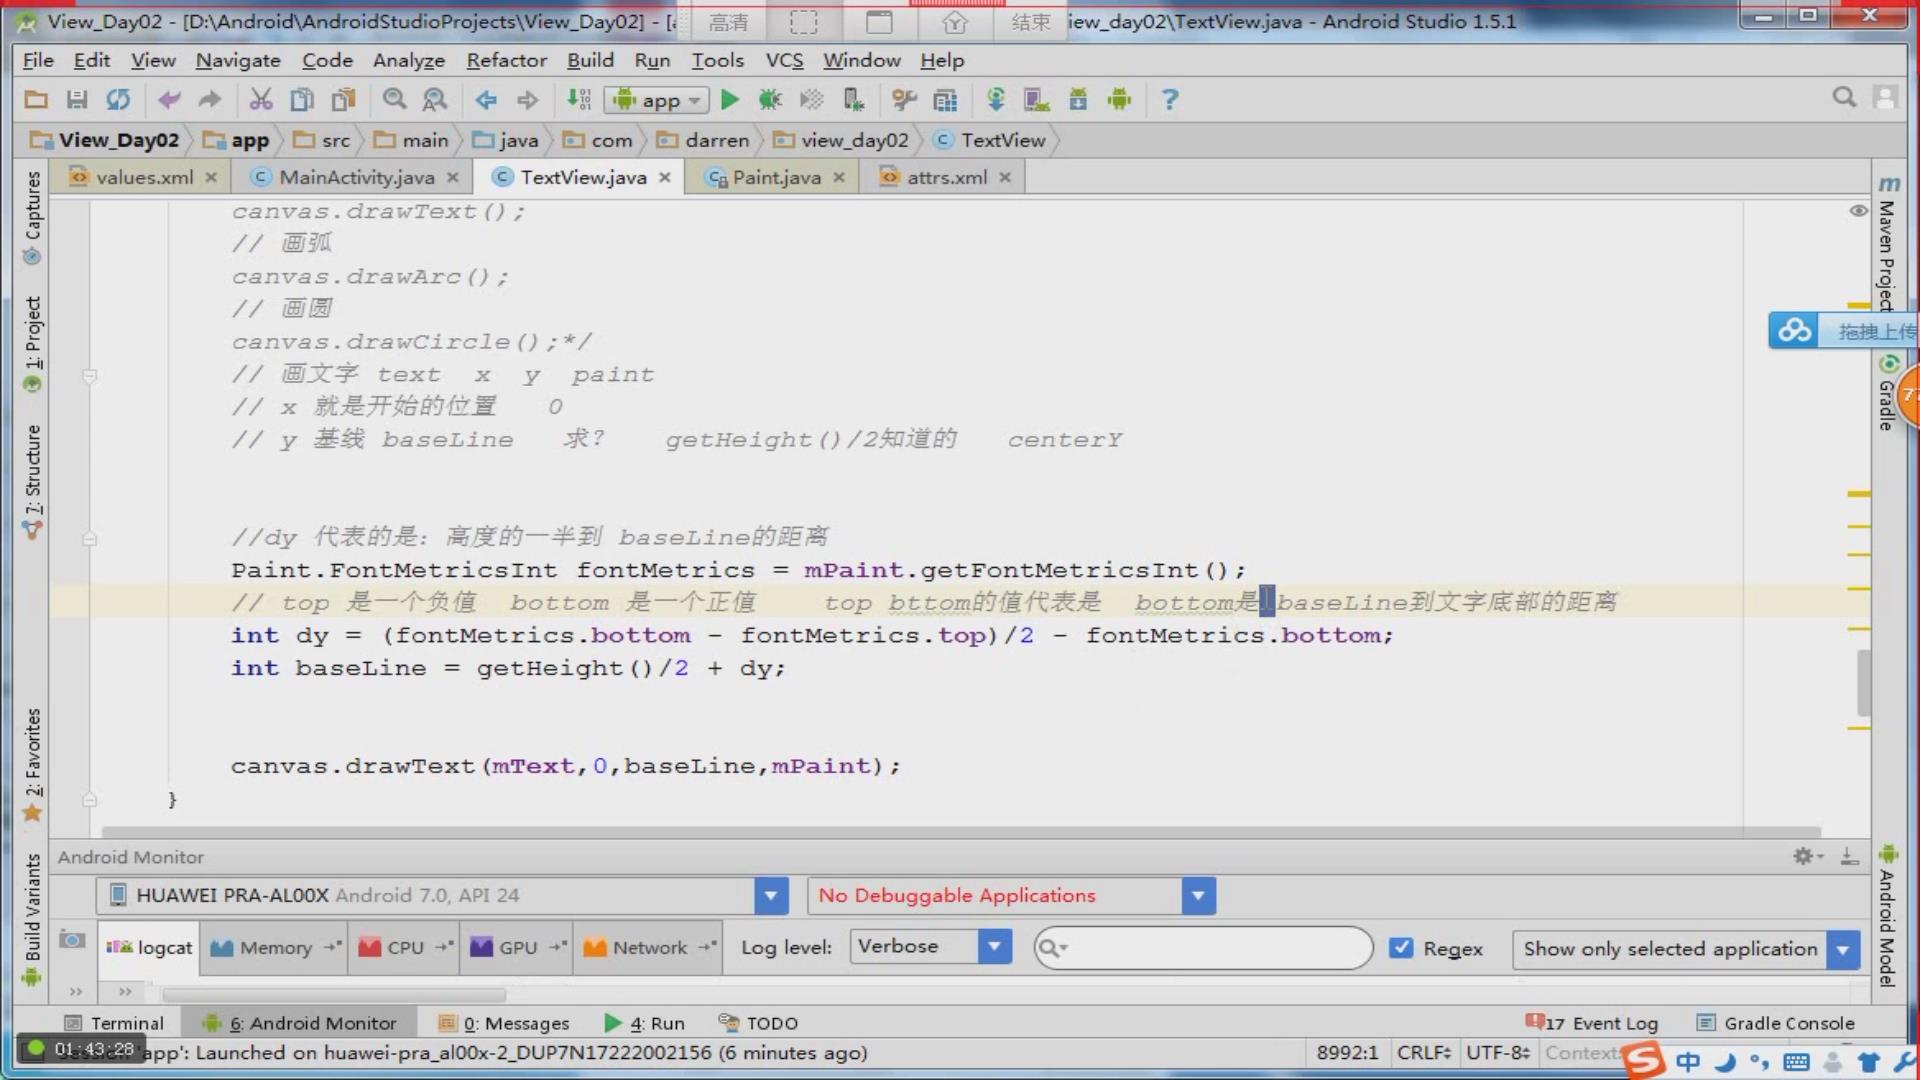 View_Day02 - [D:\Android\AndroidStudioProjects\View_Day02] - [
高清
结束
iew_day02\TextView.java - Android Studio 1.5.1
File Edit View Navigate Code Analyze Refactor Build Run Tools VCS Window Help
app
View_Day02 app src main java com darren view_day02 TextView
values.xml MainActivity.java TextView.java Paint.java attrs.xml
canvas.drawText();
// 画弧
canvas.drawArc();
// 画圆
canvas.drawCircle();*/
// 画文字 text x y paint
// x 就是开始的位置 0
// y 基线 baseLine 求? getHeight()/2知道的 centerY
//dy 代表的是: 高度的一半到 baseLine的距离
Paint.FontMetricsInt fontMetrics = mPaint.getFontMetricsInt();
// top 是一个负值 bottom 是一个正值 top bttom的值代表是 bottom是 baseLine到文字底部的距离
int dy = (fontMetrics.bottom - fontMetrics.top)/2 - fontMetrics.bottom;
int baseLine = getHeight()/2 + dy;
canvas.drawText(mText,0,baseLine,mPaint);
}
Captures
1: Project
7: Structure
2: Favorites
Build Variants
Maven Project
拖拽上传
Gradle
77
Android Model
Android Monitor
HUAWEI PRA-AL00X Android 7.0, API 24
No Debuggable Applications
logcat Memory CPU GPU Network Log level: Verbose Regex Show only selected application
Terminal 6: Android Monitor 0: Messages 4: Run TODO 17 Event Log Gradle Console
01:43:28
'app': Launched on huawei-pra_al00x-2_DUP7N17222002156 (6 minutes ago)
8992:1 CRLF UTF-8 Context:
中